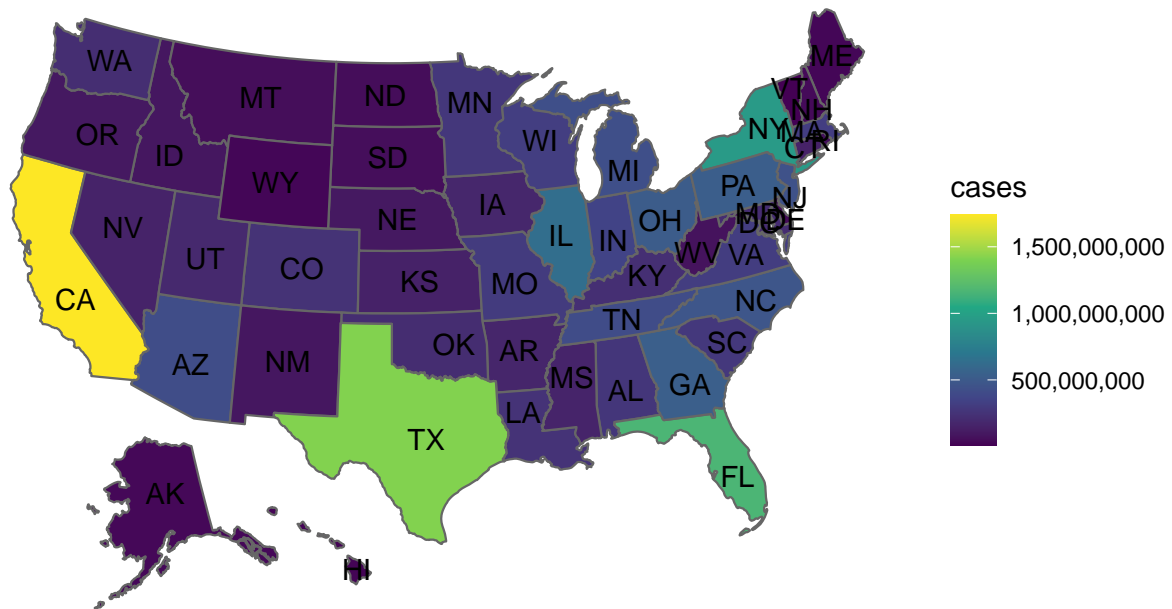 ME
WA
VT
MT
ND
MN
NH
OR
NY
MA
RI
WI
CT
ID
SD
MI
WY
PA
NJ
cases
IA
NE
MD
DE
DC
OH
NV
IL
IN
WV
VA
UT
CO
KY
KS
MO
CA
NC
TN
SC
OK
AR
AZ
NM
MS
AL
GA
LA
TX
FL
AK
HI
1,500,000,000
1,000,000,000
500,000,000